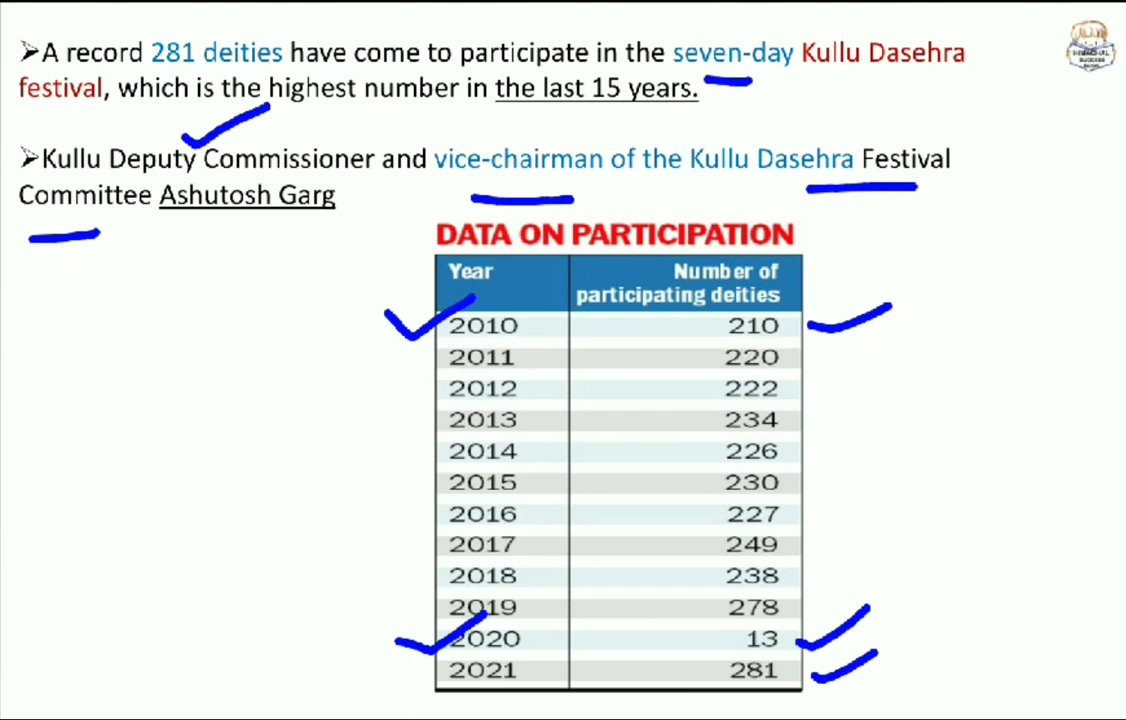 ➢A record 281 deities have come to participate in the seven-day Kullu Dasehra
festival, which is the highest number in the last 15 years.
➢Kullu Deputy Commissioner and vice-chairman of the Kullu Dasehra Festival
Committee Ashutosh Garg
DATA ON PARTICIPATION
Year Number of
participating deities
2010 210
2011 220
2012 222
2013 234
2014 226
2015 230
2016 227
2017 249
2018 238
2019 278
2020 13
2021 281
HIMACHAL
SUCCESS